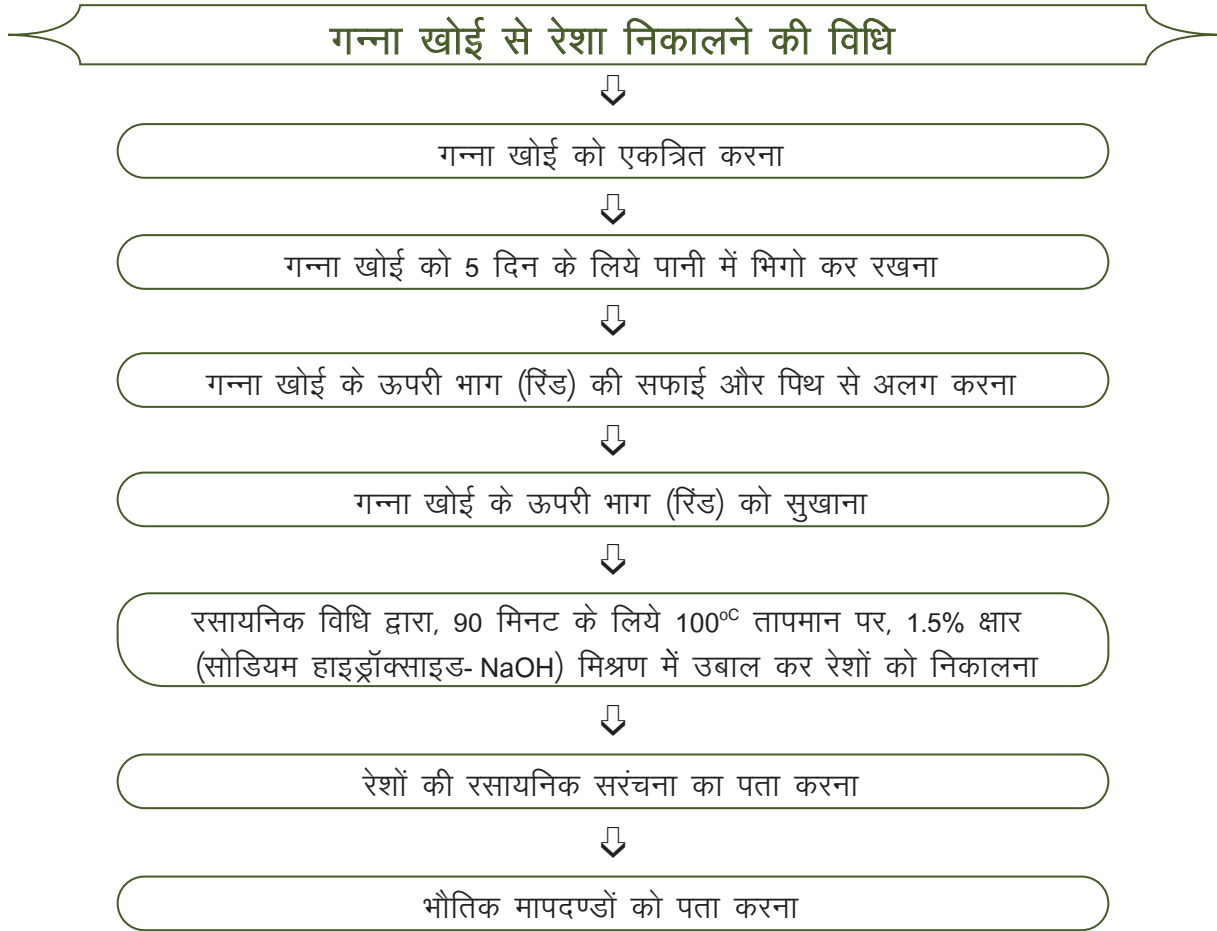 गन्ना खोई से रेशा निकालने की विधि
गन्ना खोई को एकत्रित करना
गन्ना खोई को 5 दिन के लिये पानी में भिगो कर रखना
गन्ना खोई के ऊपरी भाग (रिंड) की सफाई और पिथ से अलग करना
गन्ना खोई के ऊपरी भाग (रिंड) को सुखाना
रसायनिक विधि द्वारा, 90 मिनट के लिये 100ºC तापमान पर, 1.5% क्षार
(सोडियम हाइड्रॉक्साइड- NaOH) मिश्रण में उबाल कर रेशों को निकालना
रेशों की रसायनिक सरंचना का पता करना
भौतिक मापदण्डों को पता करना